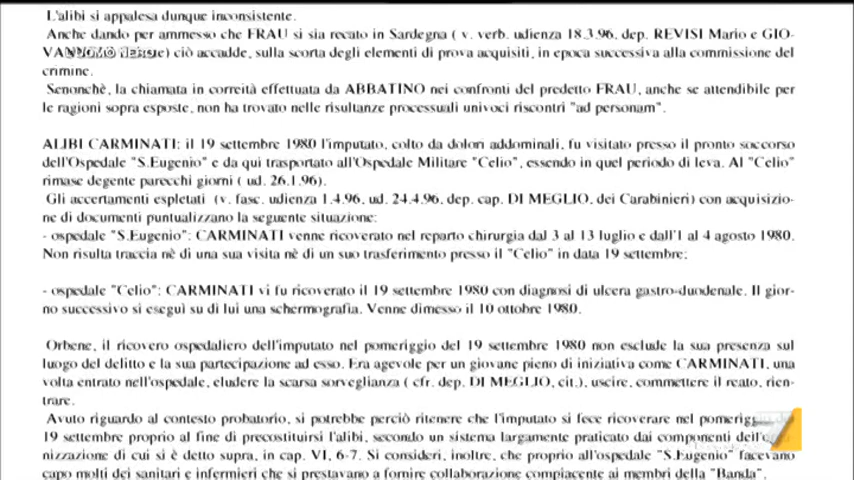 L'alibi si appalesa dunque inconsistente.
Anche dando per ammesso che FRAU si sia recato in Sardegna ( v. verb. udienza 18.3.96, dep. REVISI Mario e GIO-
VANNUOMO NERO e) ciò accadde, sulla scorta degli elementi di prova acquisiti, in epoca successiva alla commissione del
crimine.
Senonchè, la chiamata in correità effettuata da ABBATINO nei confronti del predetto FRAU, anche se attendibile per
le ragioni sopra esposte, non ha trovato nelle risultanze processuali univoci riscontri "ad personam".
ALIBI CARMINATI: il 19 settembre 1980 l'imputato, colto da dolori addominali, fu visitato presso il pronto soccorso
dell'Ospedale "S.Eugenio" e da qui trasportato all'Ospedale Militare "Celio", essendo in quel periodo di leva. Al "Celio"
rimase degente parecchi giorni ( ud. 26.1.96).
Gli accertamenti espletati (v. fasc. udienza 1.4.96, ud. 24.4.96, dep. cap. DI MEGLIO, dei Carabinieri) con acquisizio-
ne di documenti puntualizzano la seguente situazione:
- ospedale "S.Eugenio": CARMINATI venne ricoverato nel reparto chirurgia dal 3 al 13 luglio e dall'1 al 4 agosto 1980.
Non risulta traccia nè di una sua visita nè di un suo trasferimento presso il "Celio" in data 19 settembre;
- ospedale "Celio": CARMINATI vi fu ricoverato il 19 settembre 1980 con diagnosi di ulcera gastro-duodenale. Il gior-
no successivo si eseguì su di lui una schermografia. Venne dimesso il 10 ottobre 1980.
Orbene, il ricovero ospedaliero dell'imputato nel pomeriggio del 19 settembre 1980 non esclude la sua presenza sul
luogo del delitto e la sua partecipazione ad esso. Era agevole per un giovane pieno di iniziativa come CARMINATI, una
volta entrato nell'ospedale, eludere la scarsa sorveglianza ( cfr. dep. DI MEGLIO, cit.), uscire, commettere il reato, rien-
trare.
Avuto riguardo al contesto probatorio, si potrebbe perciò ritenere che l'imputato si fece ricoverare nel pomerigg
19 settembre proprio al fine di precostituirsi l'alibi, secondo un sistema largamente praticato dai componenti dell'
nizzazione di cui si è detto supra, in cap. VI, 6-7. Si consideri, inoltre, che proprio all'ospedale "S.Eugenio" facevano
capo molti dei sanitari e infermieri che si prestavano a fornire collaborazione compiacente ai membri della "Banda".